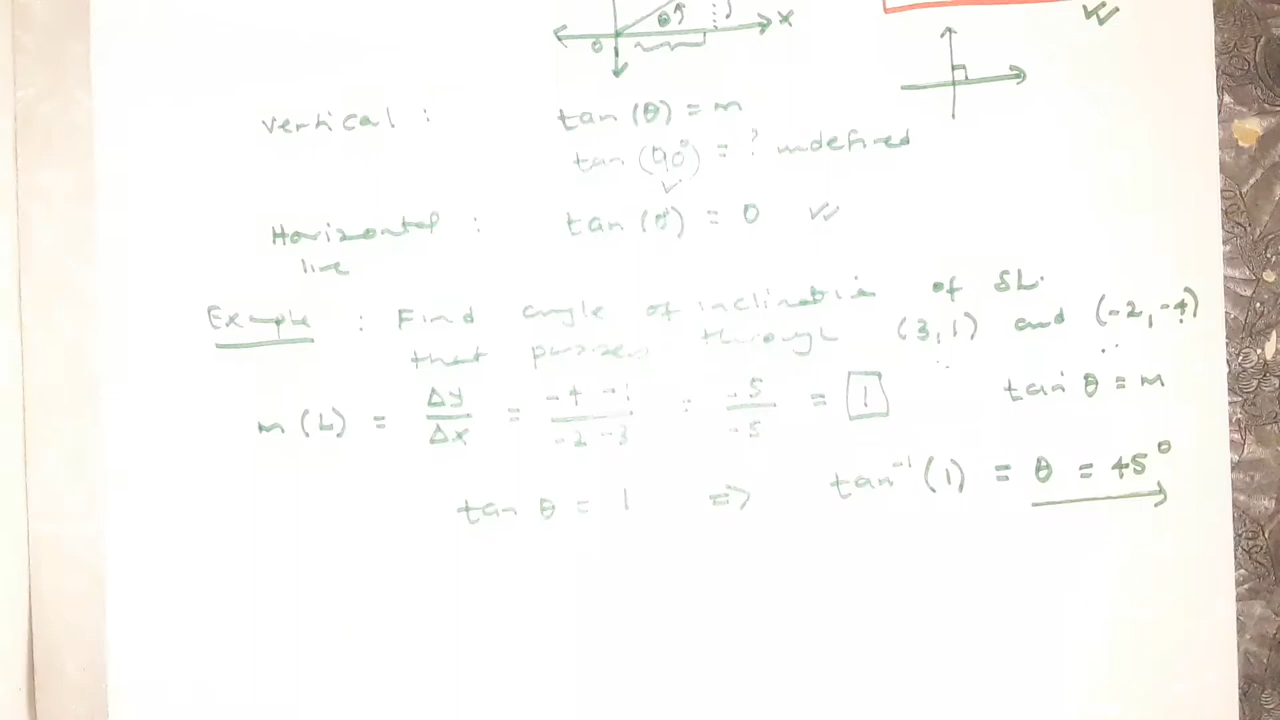 θ
0 X
vertical : tan (θ) = m
tan (90°) = ? undefined
Horizontal : tan (0°) = 0
line
Example : Find angle of inclination of SL.
that passes through (3,1) and (-2,-4)
m (L) = Δy/Δx = -4 -1/-2 -3 = -5/-5 = 1 tan θ = m
tan θ = 1 => tan⁻¹(1) = θ = 45°